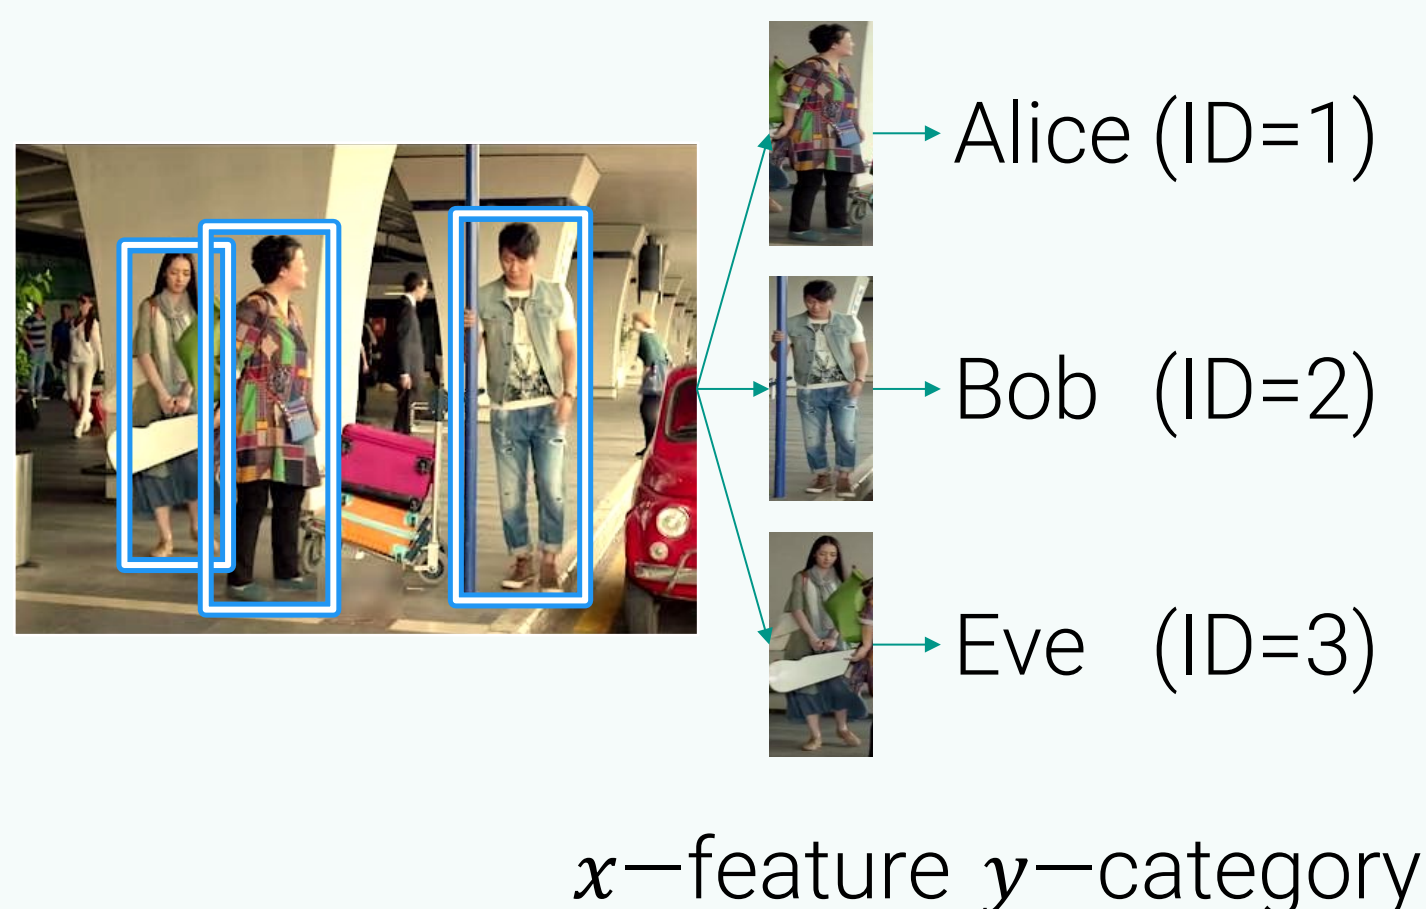 Alice (ID=1)
Bob (ID=2)
Eve (ID=3)
x—feature y—category